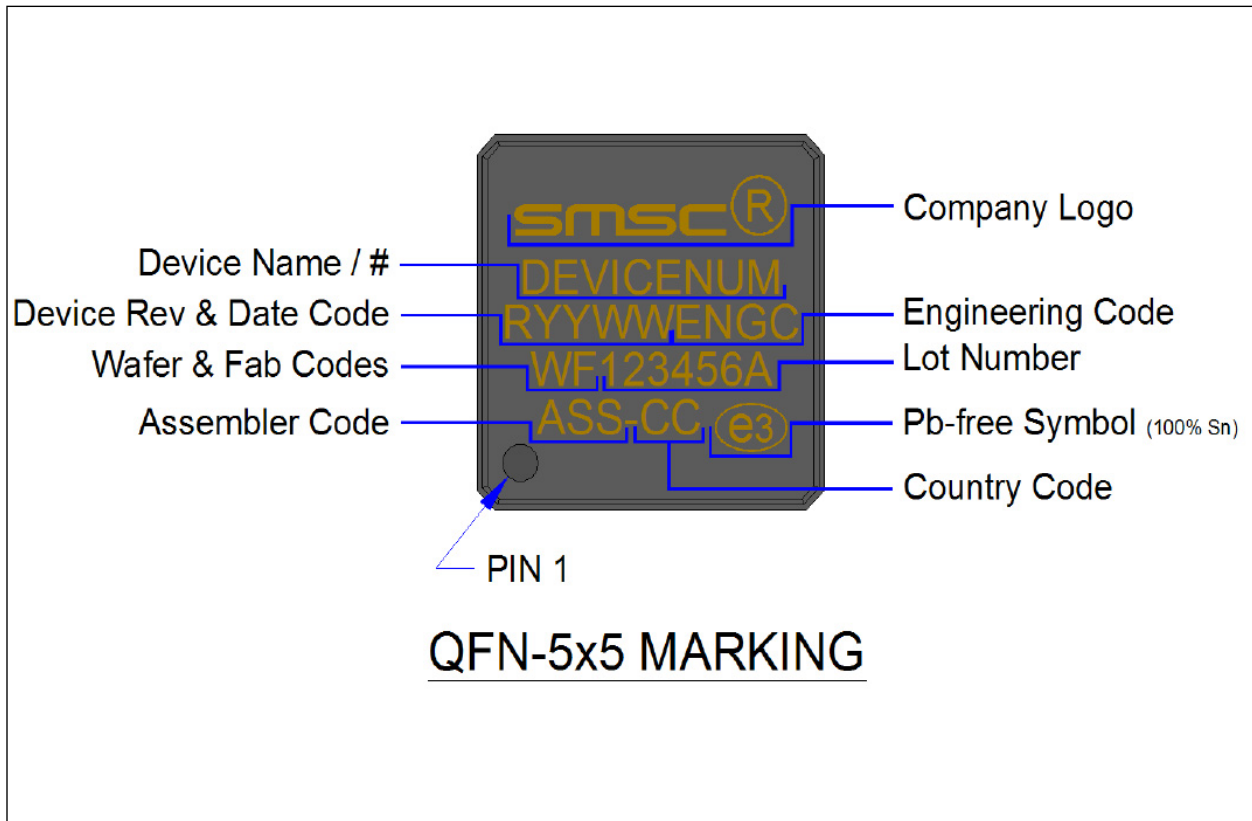 smsc®
Company Logo
Device Name / #
DEVICENUM
Device Rev & Date Code
RYYWWENGC
Engineering Code
Wafer & Fab Codes
WF123456A
Lot Number
Assembler Code
ASS-CC
e3
Pb-free Symbol (100% Sn)
Country Code
PIN 1
QFN-5x5 MARKING